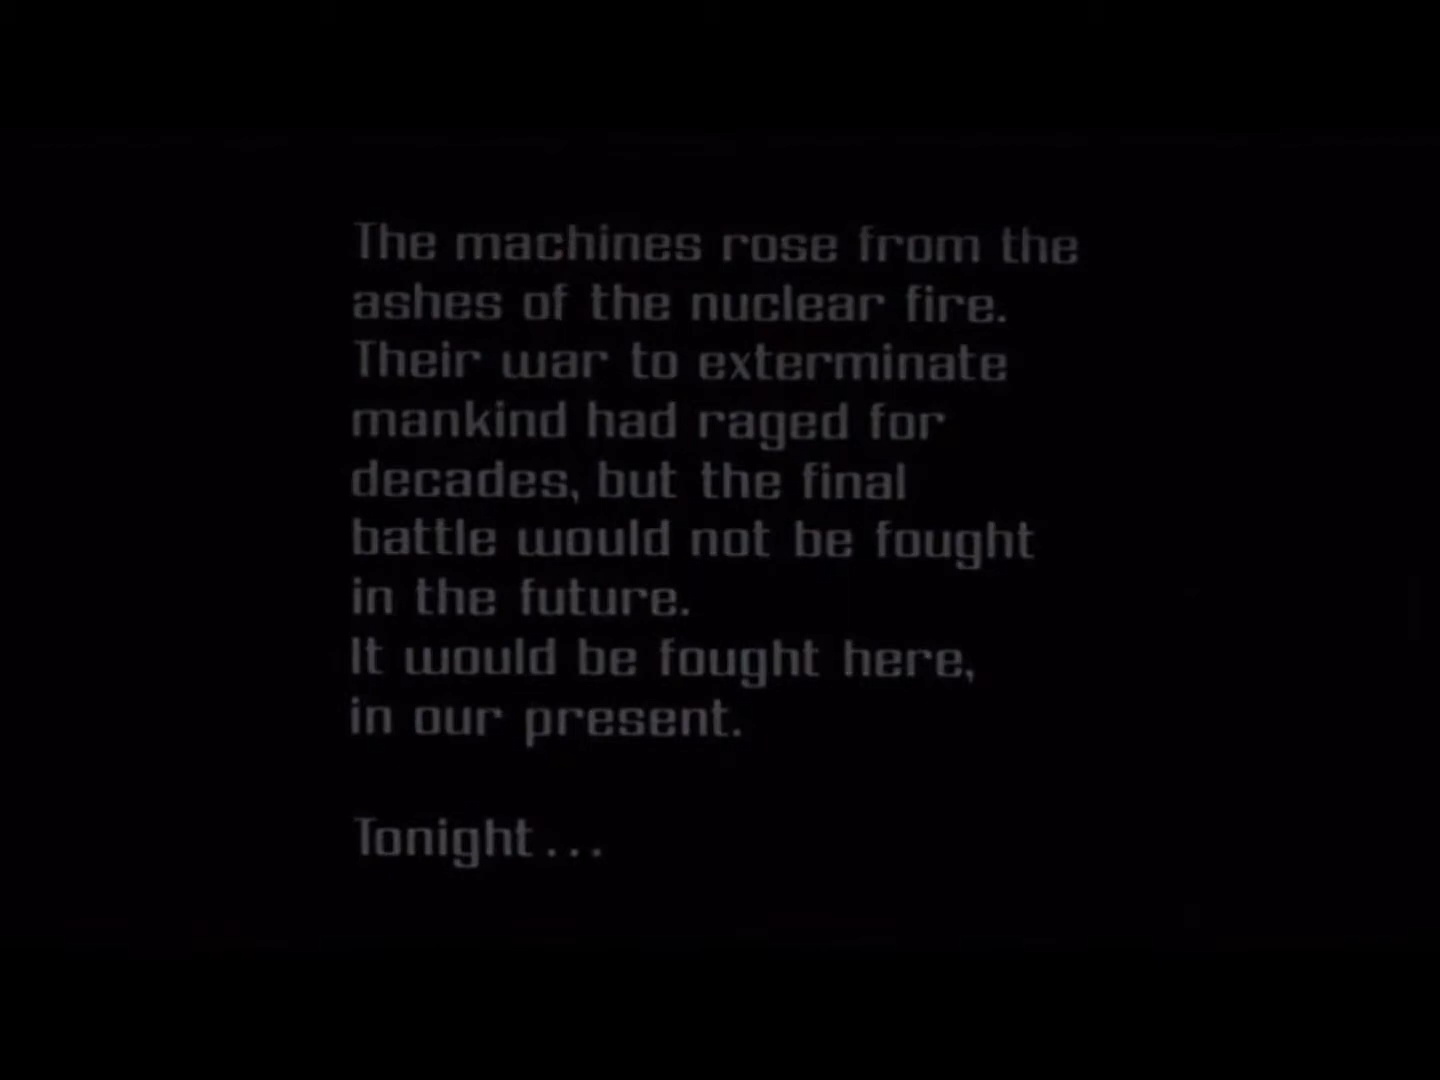 The machines rose from the
ashes of the nuclear fire.
Their war to exterminate
mankind had raged for
decades, but the final
battle would not be fought
in the future.
It would be fought here,
in our present.
Tonight...